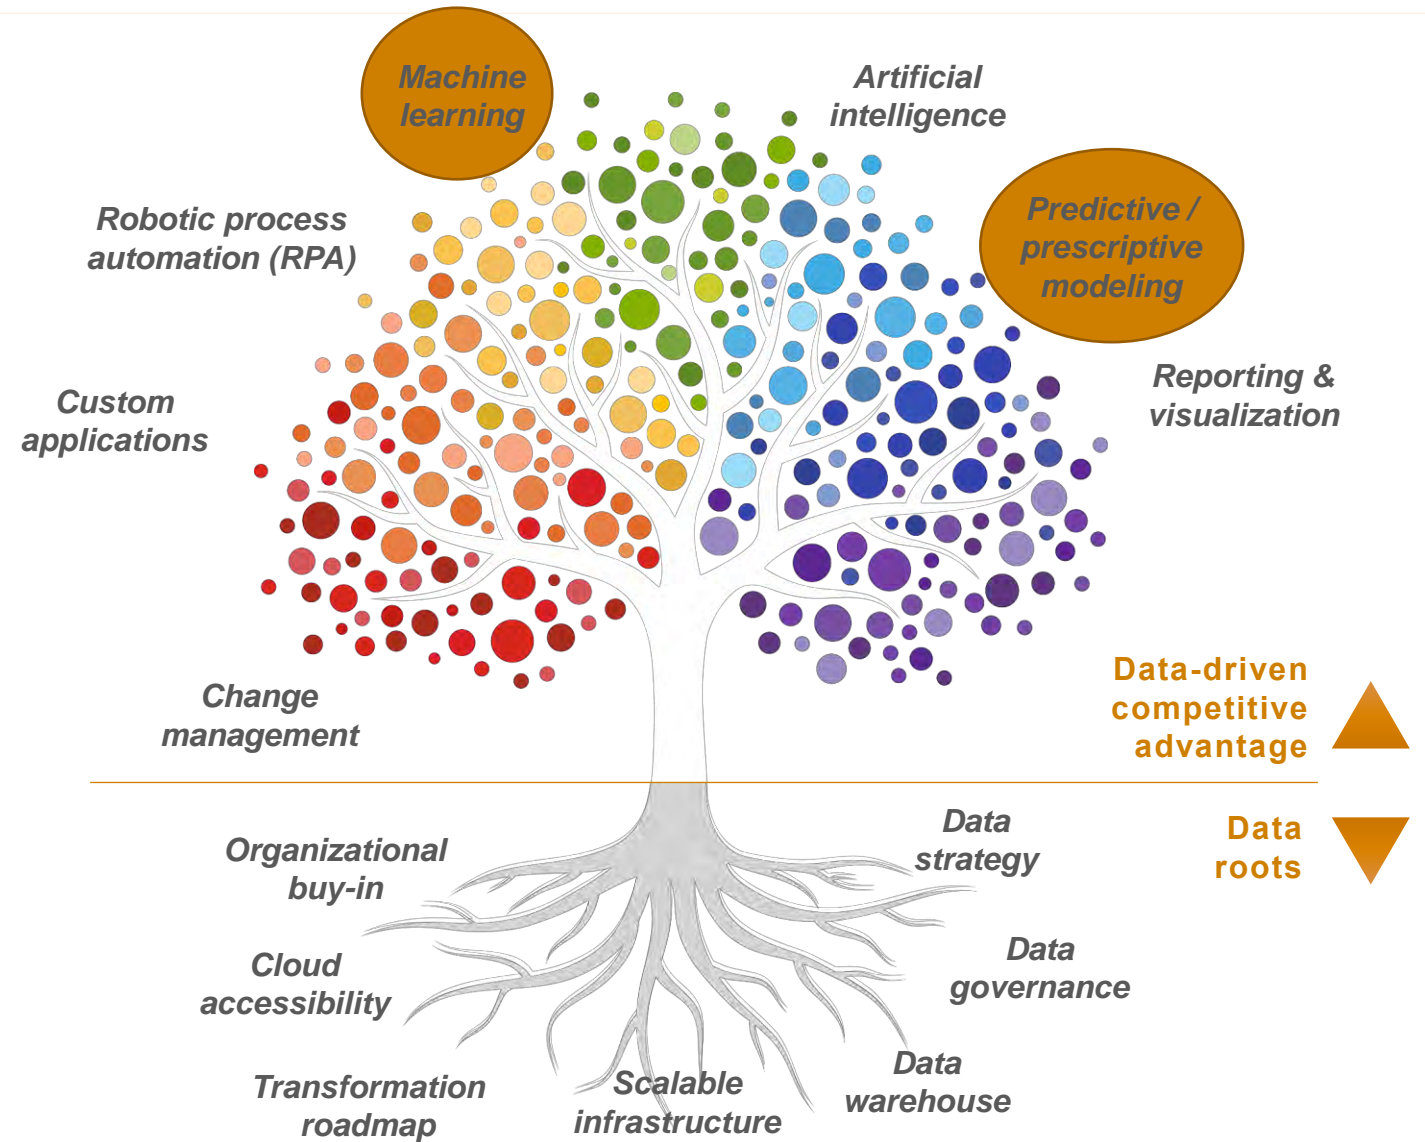 Machine
learning
Artificial
intelligence
Robotic process
automation (RPA)
Predictive /
prescriptive
modeling
Custom
applications
Reporting &
visualization
Change
management
Data-driven
competitive
advantage
Data
roots
Organizational
buy-in
Data
strategy
Cloud
accessibility
Data
governance
Transformation
roadmap
Scalable
infrastructure
Data
warehouse